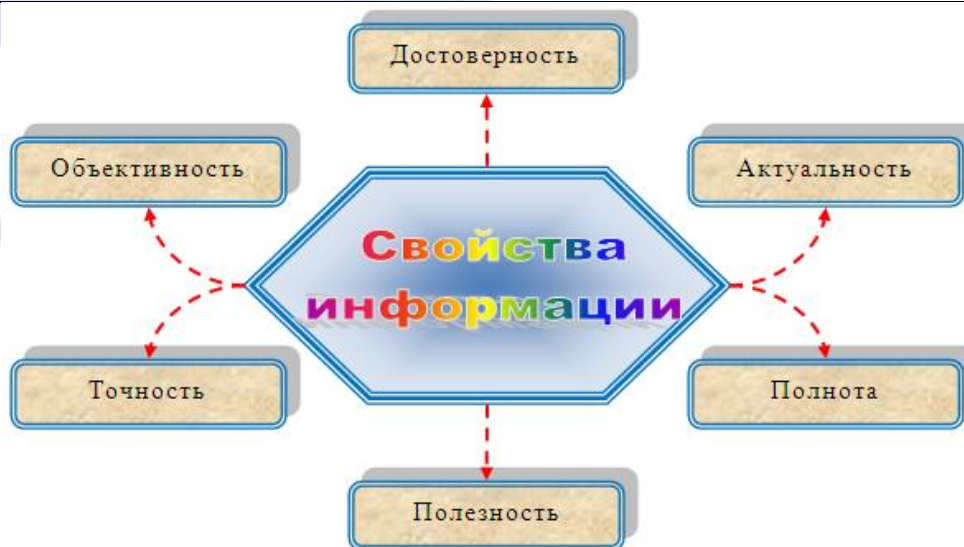 Достоверность
Объективность
Актуальность
Свойства
информации
Точность
Полнота
Полезность